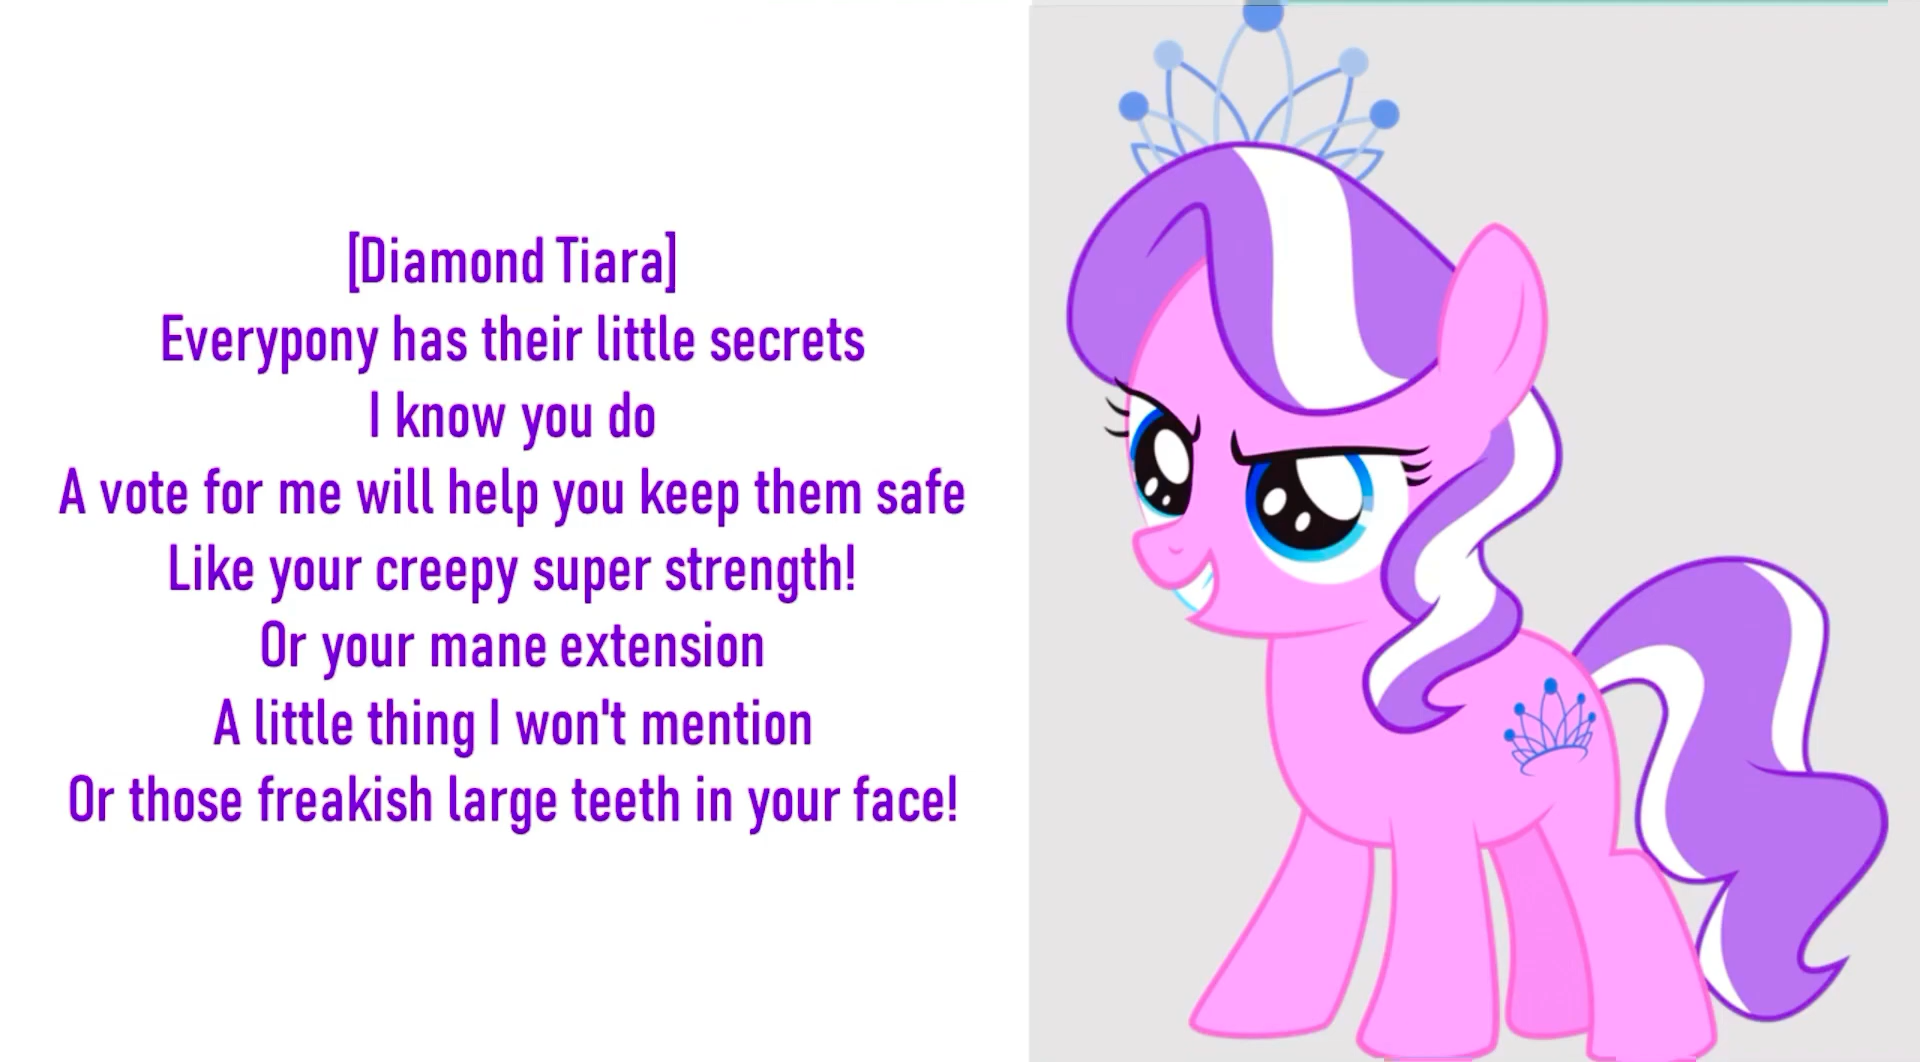 [Diamond Tiara]
Everypony has their little secrets
I know you do
A vote for me will help you keep them safe
Like your creepy super strength!
Or your mane extension
A little thing I won't mention
Or those freakish large teeth in your face!